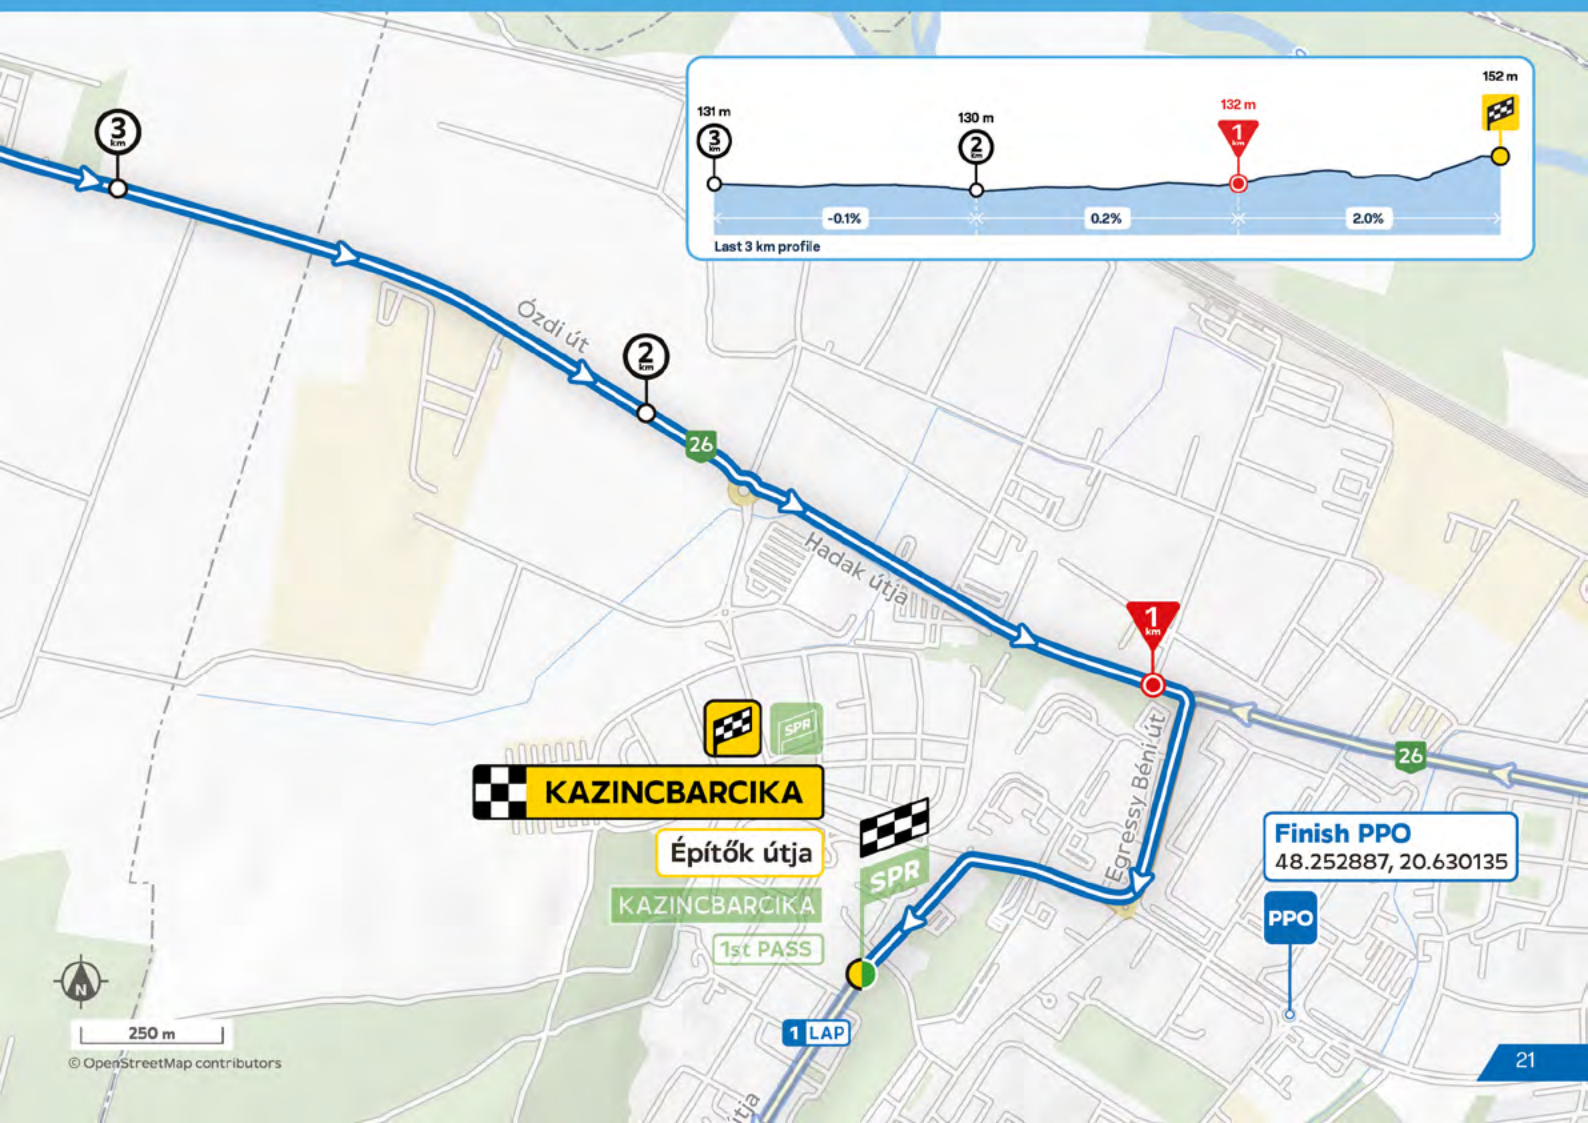 131 m
3
km
130 m
2
km
132 m
1
km
152 m
-0.1%
0.2%
2.0%
Last 3 km profile
3
km
Ózdi út
2
km
26
Hadak útja
1
km
Egressy Béni út
26
SPR
KAZINCBARCIKA
Építők útja
SPR
KAZINCBARCIKA
1st PASS
Finish PPO
48.252887, 20.630135
PPO
1 LAP
N
250 m
© OpenStreetMap contributors
útja
21